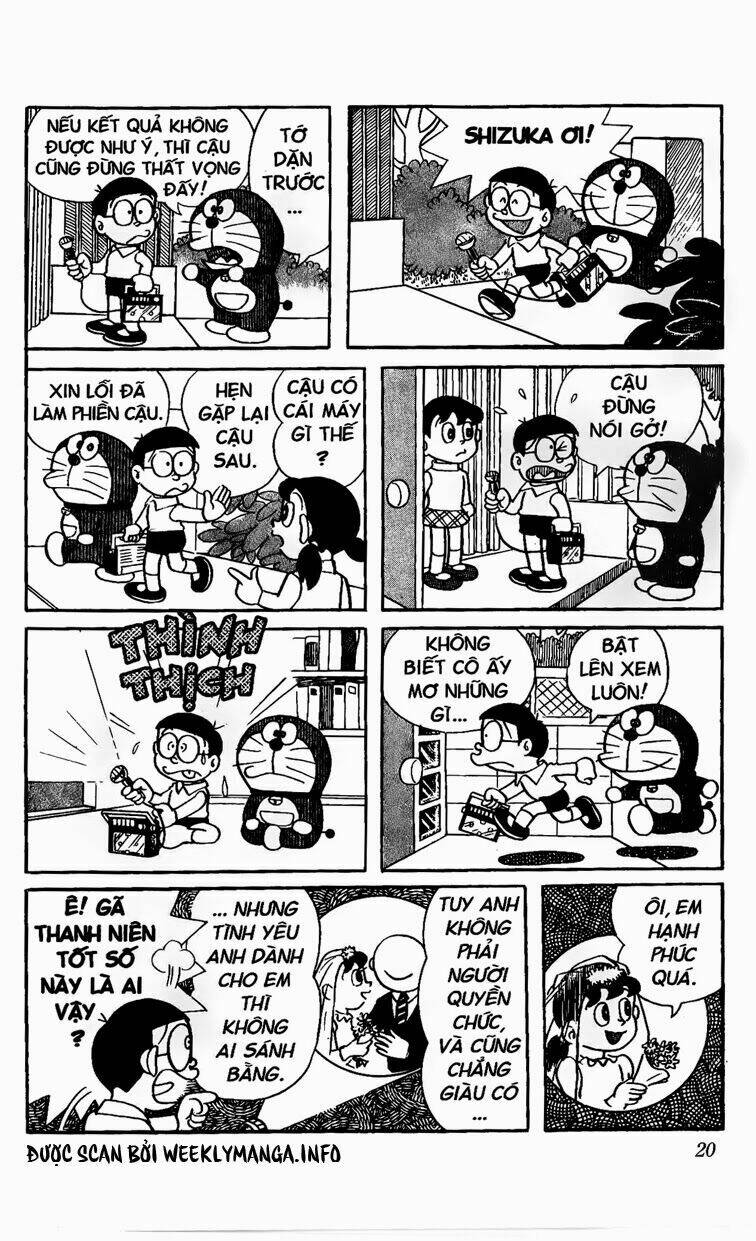 SHIZUKA ƠI!
TỚ
DẶN
TRƯỚC
...
NẾU KẾT QUẢ KHÔNG
ĐƯỢC NHƯ Ý, THÌ CẬU
CŨNG ĐỪNG THẤT VỌNG
ĐẤY!
CẬU
ĐỪNG
NÓI GỞ!
CẬU CÓ
CÁI MÁY
GÌ THẾ
?
HẸN
GẶP LẠI
CẬU
SAU.
XIN LỖI ĐÃ
LÀM PHIỀN CẬU.
BẬT
LÊN XEM
LUÔN!
KHÔNG
BIẾT CÔ ẤY
MƠ NHỮNG
GÌ...
THÌNH
THỊCH
ÔI, EM
HẠNH
PHÚC
QUÁ.
TUY ANH
KHÔNG
PHẢI
NGƯỜI
QUYỀN
CHỨC,
VÀ CŨNG
CHẲNG
GIÀU CÓ
...
... NHƯNG
TÌNH YÊU
ANH DÀNH
CHO EM
THÌ
KHÔNG
AI SÁNH
BẰNG.
Ê! GÃ
THANH NIÊN
TỐT SỐ
NÀY LÀ AI
VẬY
?
ĐƯỢC SCAN BỞI WEEKLYMANGA.INFO
20